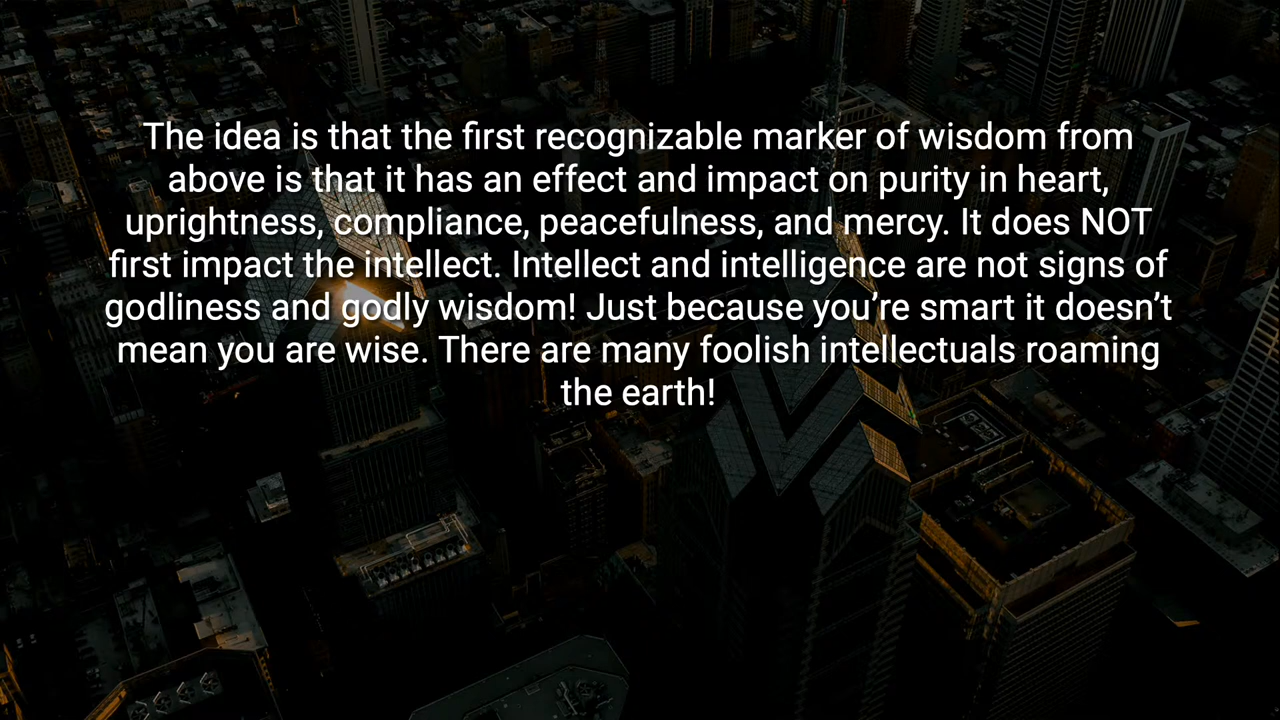 The idea is that the first recognizable marker of wisdom from
above is that it has an effect and impact on purity in heart,
uprightness, compliance, peacefulness, and mercy. It does NOT
first impact the intellect. Intellect and intelligence are not signs of
godliness and godly wisdom! Just because you’re smart it doesn’t
mean you are wise. There are many foolish intellectuals roaming
the earth!